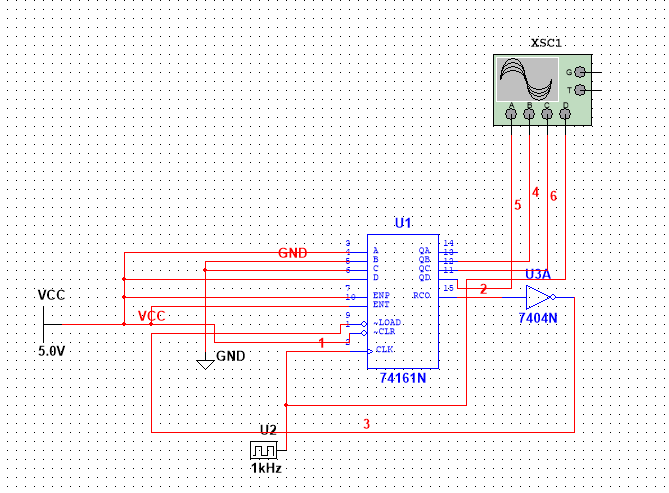 XSC1
G
T
A B C D
5
4
6
U1
GND
3
4
5
6
7
10
9
1
2
A
B
C
D
ENP
ENT
~LOAD
~CLR
CLK
QA
QB
QC
QD
RCO
14
13
12
11
15
74161N
2
U3A
7404N
VCC
5.0V
VCC
GND
1
3
U2
1kHz